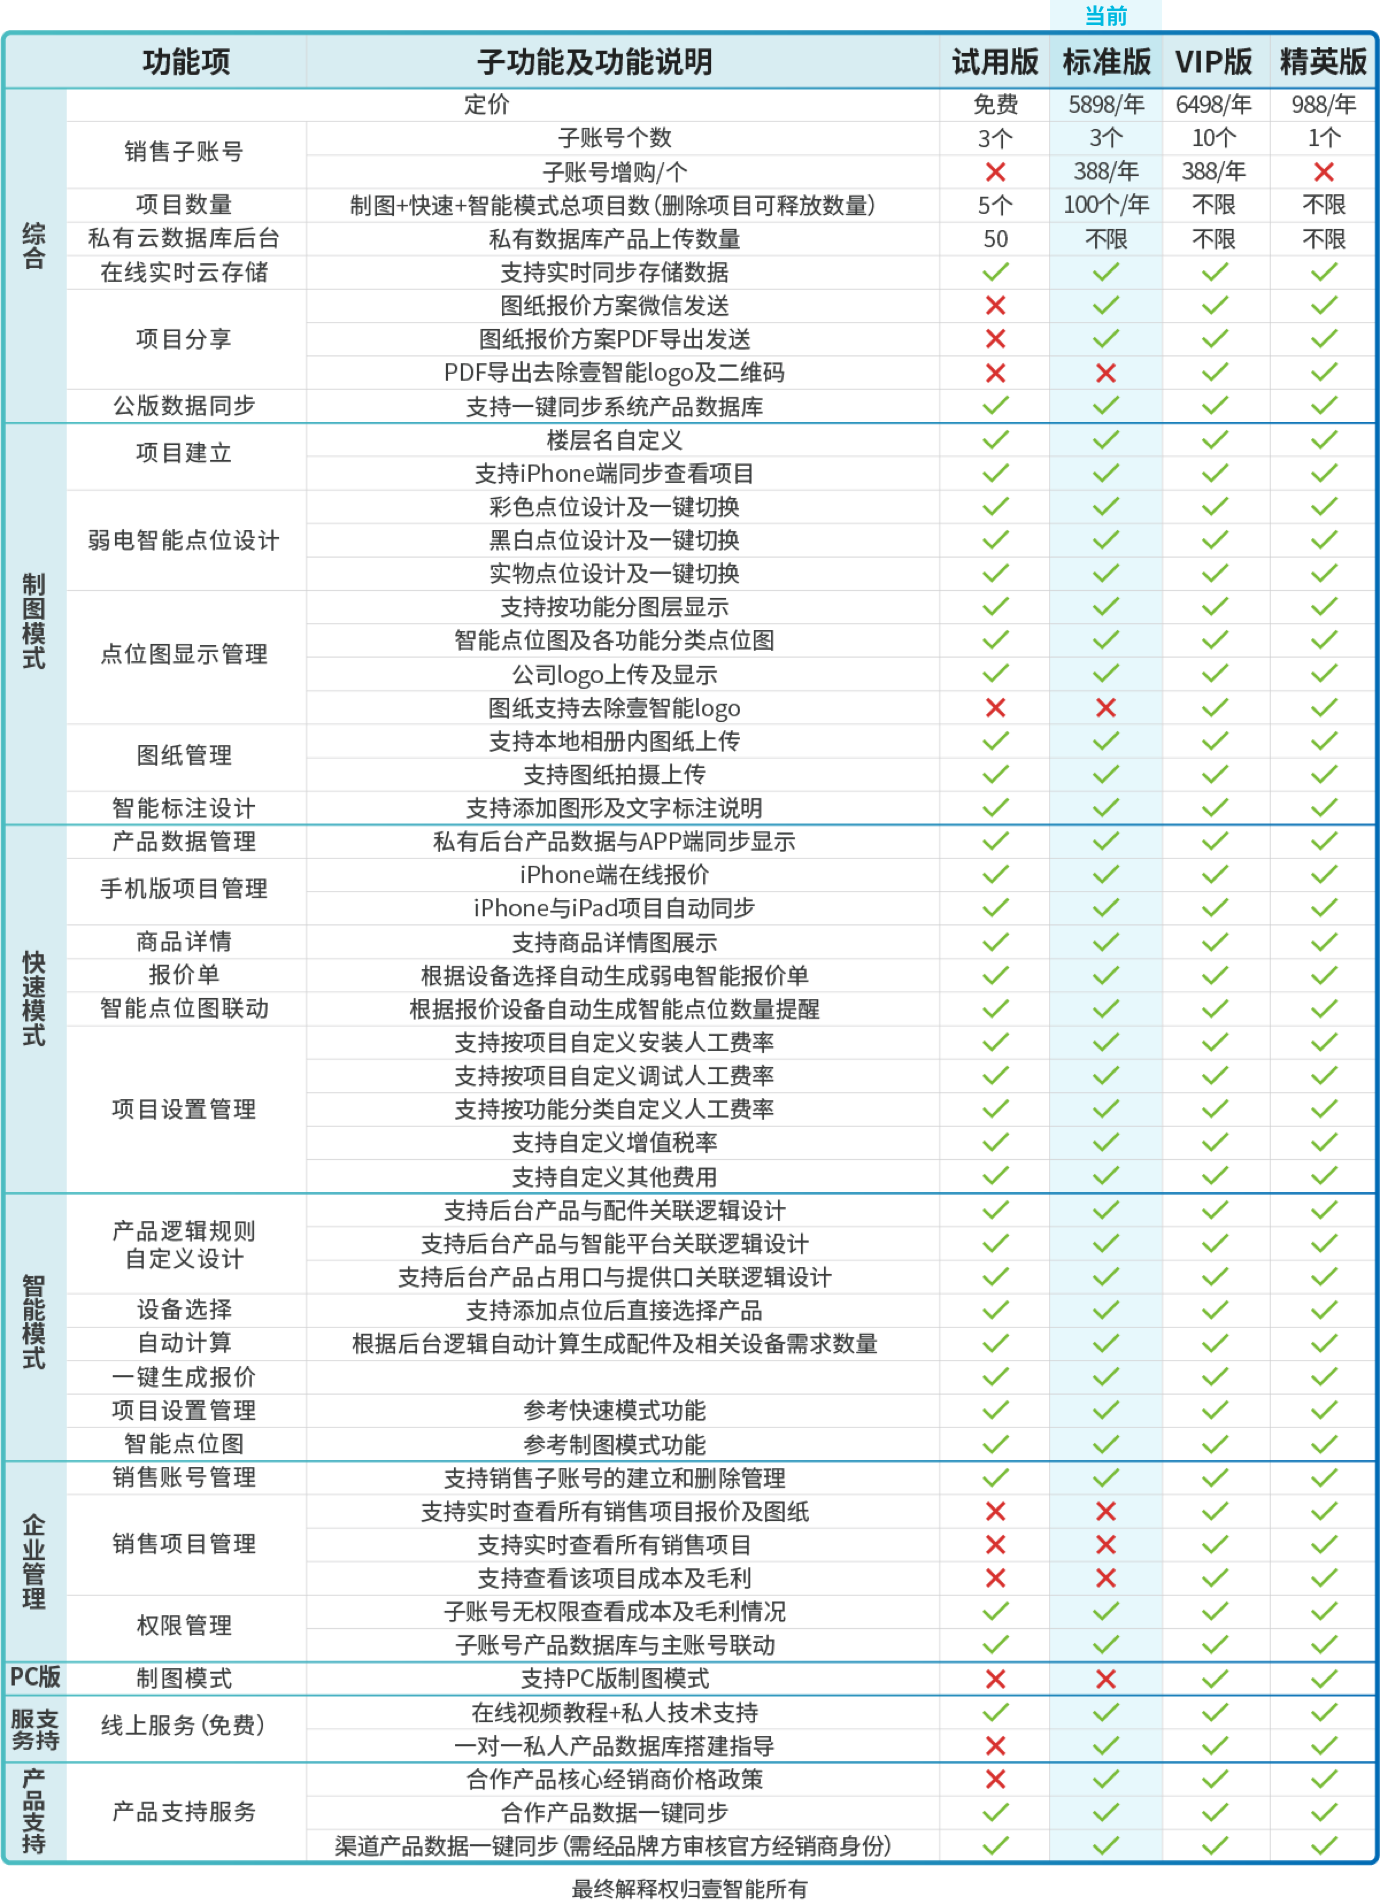 当前
功能项 子功能及功能说明 试用版 标准版 VIP版 精英版
综合
定价 免费 5898/年 6498/年 988/年
销售子账号 子账号个数 3个 3个 10个 1个
子账号增购/个 ✕ 388/年 388/年 ✕
项目数量 制图+快速+智能模式总项目数(删除项目可释放数量) 5个 100个/年 不限 不限
私有云数据库后台 私有数据库产品上传数量 50 不限 不限 不限
在线实时云存储 支持实时同步存储数据 ✓ ✓ ✓ ✓
项目分享 图纸报价方案微信发送 ✕ ✓ ✓ ✓
图纸报价方案PDF导出发送 ✕ ✓ ✓ ✓
PDF导出去除壹智能logo及二维码 ✕ ✕ ✓ ✓
公版数据同步 支持一键同步系统产品数据库 ✓ ✓ ✓ ✓
制图模式
项目建立 楼层名自定义 ✓ ✓ ✓ ✓
支持iPhone端同步查看项目 ✓ ✓ ✓ ✓
弱电智能点位设计 彩色点位设计及一键切换 ✓ ✓ ✓ ✓
黑白点位设计及一键切换 ✓ ✓ ✓ ✓
实物点位设计及一键切换 ✓ ✓ ✓ ✓
点位图显示管理 支持按功能分图层显示 ✓ ✓ ✓ ✓
智能点位图及各功能分类点位图 ✓ ✓ ✓ ✓
公司logo上传及显示 ✓ ✓ ✓ ✓
图纸支持去除壹智能logo ✕ ✕ ✓ ✓
图纸管理 支持本地相册内图纸上传 ✓ ✓ ✓ ✓
支持图纸拍摄上传 ✓ ✓ ✓ ✓
智能标注设计 支持添加图形及文字标注说明 ✓ ✓ ✓ ✓
快速模式
产品数据管理 私有后台产品数据与APP端同步显示 ✓ ✓ ✓ ✓
手机版项目管理 iPhone端在线报价 ✓ ✓ ✓ ✓
iPhone与iPad项目自动同步 ✓ ✓ ✓ ✓
商品详情 支持商品详情图展示 ✓ ✓ ✓ ✓
报价单 根据设备选择自动生成弱电智能报价单 ✓ ✓ ✓ ✓
智能点位图联动 根据报价设备自动生成智能点位数量提醒 ✓ ✓ ✓ ✓
项目设置管理 支持按项目自定义安装人工费率 ✓ ✓ ✓ ✓
支持按项目自定义调试人工费率 ✓ ✓ ✓ ✓
支持按功能分类自定义人工费率 ✓ ✓ ✓ ✓
支持自定义增值税率 ✓ ✓ ✓ ✓
支持自定义其他费用 ✓ ✓ ✓ ✓
智能模式
产品逻辑规则
自定义设计
支持后台产品与配件关联逻辑设计 ✓ ✓ ✓ ✓
支持后台产品与智能平台关联逻辑设计 ✓ ✓ ✓ ✓
支持后台产品占用口与提供口关联逻辑设计 ✓ ✓ ✓ ✓
设备选择 支持添加点位后直接选择产品 ✓ ✓ ✓ ✓
自动计算 根据后台逻辑自动计算生成配件及相关设备需求数量 ✓ ✓ ✓ ✓
一键生成报价 ✓ ✓ ✓ ✓
项目设置管理 参考快速模式功能 ✓ ✓ ✓ ✓
智能点位图 参考制图模式功能 ✓ ✓ ✓ ✓
企业管理
销售账号管理 支持销售子账号的建立和删除管理 ✓ ✓ ✓ ✓
销售项目管理 支持实时查看所有销售项目报价及图纸 ✕ ✕ ✓ ✓
支持实时查看所有销售项目 ✕ ✕ ✓ ✓
支持查看该项目成本及毛利 ✕ ✕ ✓ ✓
权限管理 子账号无权限查看成本及毛利情况 ✓ ✓ ✓ ✓
子账号产品数据库与主账号联动 ✓ ✓ ✓ ✓
PC版 制图模式 支持PC版制图模式 ✕ ✕ ✓ ✓
服务支持
线上服务(免费) 在线视频教程+私人技术支持 ✓ ✓ ✓ ✓
一对一私人产品数据库搭建指导 ✕ ✓ ✓ ✓
产品支持
产品支持服务 合作产品核心经销商价格政策 ✕ ✓ ✓ ✓
合作产品数据一键同步 ✓ ✓ ✓ ✓
渠道产品数据一键同步(需经品牌方审核官方经销商身份) ✓ ✓ ✓ ✓
最终解释权归壹智能所有